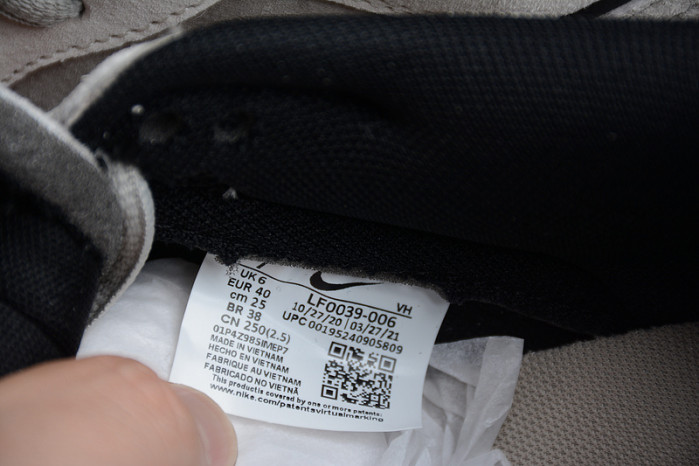 UK 6
EUR 40
cm 25
BR 38
CN 250(2.5)
LF0039-006
VH
10/27/20 | 03/27/21
UPC 00195240905809
01P4Z985IMEP7
MADE IN VIETNAM
HECHO EN VIETNAM
FABRIQUE AU VIETNAM
FABRICADO NO VIETNÃ
This product is covered by one or more patents:
www.nike.com/patentsvirtualmarking